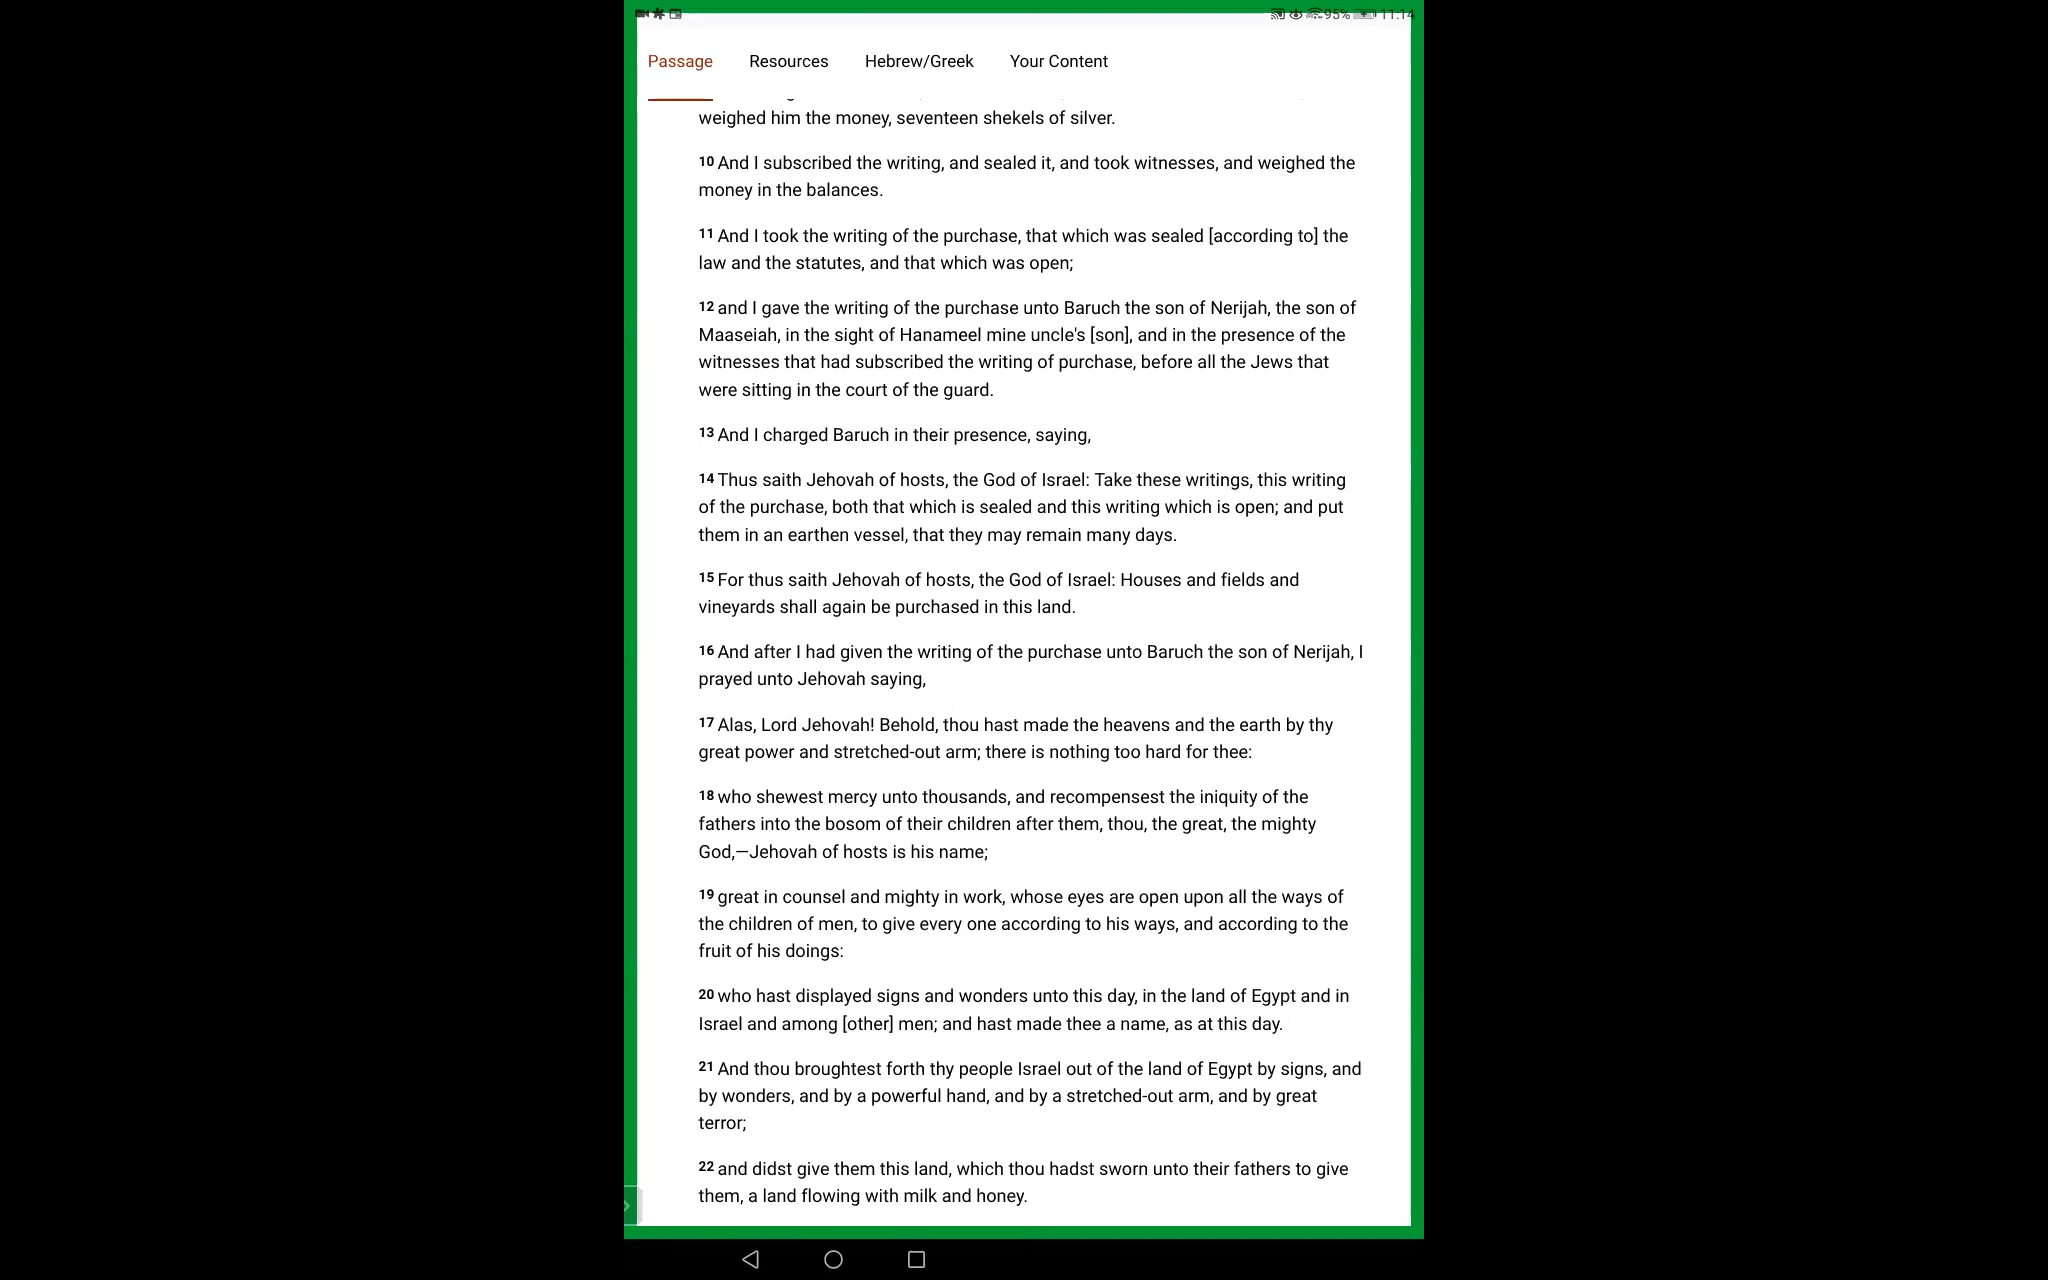 95% 11:14
Passage Resources Hebrew/Greek Your Content
weighed him the money, seventeen shekels of silver.
10 And I subscribed the writing, and sealed it, and took witnesses, and weighed the
money in the balances.
11 And I took the writing of the purchase, that which was sealed [according to] the
law and the statutes, and that which was open;
12 and I gave the writing of the purchase unto Baruch the son of Nerijah, the son of
Maaseiah, in the sight of Hanameel mine uncle's [son], and in the presence of the
witnesses that had subscribed the writing of purchase, before all the Jews that
were sitting in the court of the guard.
13 And I charged Baruch in their presence, saying,
14 Thus saith Jehovah of hosts, the God of Israel: Take these writings, this writing
of the purchase, both that which is sealed and this writing which is open; and put
them in an earthen vessel, that they may remain many days.
15 For thus saith Jehovah of hosts, the God of Israel: Houses and fields and
vineyards shall again be purchased in this land.
16 And after I had given the writing of the purchase unto Baruch the son of Nerijah, I
prayed unto Jehovah saying,
17 Alas, Lord Jehovah! Behold, thou hast made the heavens and the earth by thy
great power and stretched-out arm; there is nothing too hard for thee:
18 who shewest mercy unto thousands, and recompensest the iniquity of the
fathers into the bosom of their children after them, thou, the great, the mighty
God,—Jehovah of hosts is his name;
19 great in counsel and mighty in work, whose eyes are open upon all the ways of
the children of men, to give every one according to his ways, and according to the
fruit of his doings:
20 who hast displayed signs and wonders unto this day, in the land of Egypt and in
Israel and among [other] men; and hast made thee a name, as at this day.
21 And thou broughtest forth thy people Israel out of the land of Egypt by signs, and
by wonders, and by a powerful hand, and by a stretched-out arm, and by great
terror;
22 and didst give them this land, which thou hadst sworn unto their fathers to give
them, a land flowing with milk and honey.